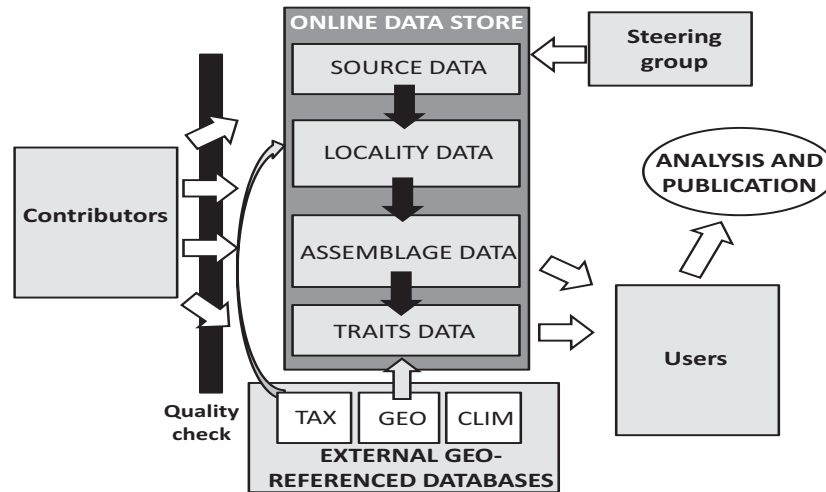 ONLINE DATA STORE
SOURCE DATA
LOCALITY DATA
ASSEMBLAGE DATA
TRAITS DATA
Steering
group
Contributors
Quality
check
ANALYSIS AND
PUBLICATION
Users
TAX
GEO
CLIM
EXTERNAL GEO-
REFERENCED DATABASES